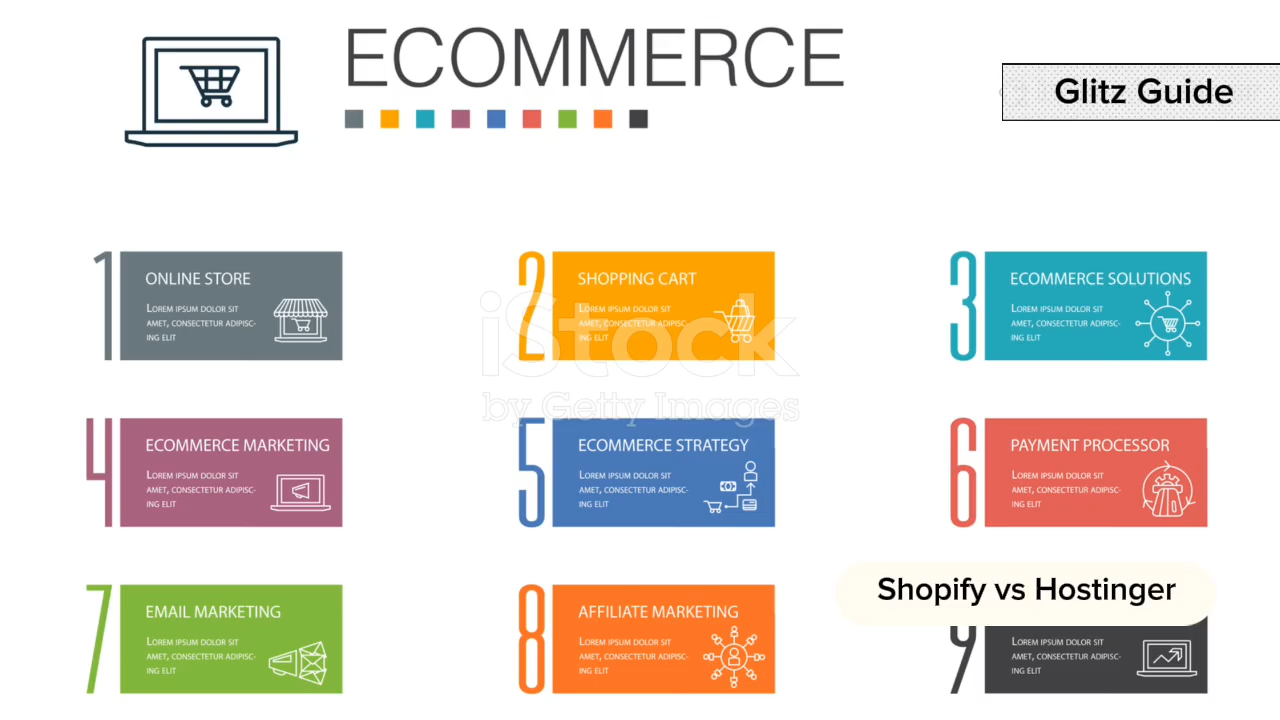 ECOMMERCE
Glitz Guide
1
ONLINE STORE
LOREM IPSUM DOLOR SIT
AMET, CONSECTETUR ADIPISC-
ING ELIT
2
SHOPPING CART
LOREM IPSUM DOLOR SIT
AMET, CONSECTETUR ADIPISC-
ING ELIT
3
ECOMMERCE SOLUTIONS
LOREM IPSUM DOLOR SIT
AMET, CONSECTETUR ADIPISC-
ING ELIT
iStock
by Getty Images
4
ECOMMERCE MARKETING
LOREM IPSUM DOLOR SIT
AMET, CONSECTETUR ADIPISC-
ING ELIT
5
ECOMMERCE STRATEGY
LOREM IPSUM DOLOR SIT
AMET, CONSECTETUR ADIPISC-
ING ELIT
6
PAYMENT PROCESSOR
LOREM IPSUM DOLOR SIT
AMET, CONSECTETUR ADIPISC-
ING ELIT
7
EMAIL MARKETING
LOREM IPSUM DOLOR SIT
AMET, CONSECTETUR ADIPISC-
ING ELIT
8
AFFILIATE MARKETING
LOREM IPSUM DOLOR SIT
AMET, CONSECTETUR ADIPISC-
ING ELIT
Shopify vs Hostinger
9
LOREM IPSUM DOLOR SIT
AMET, CONSECTETUR ADIPISC-
ING ELIT